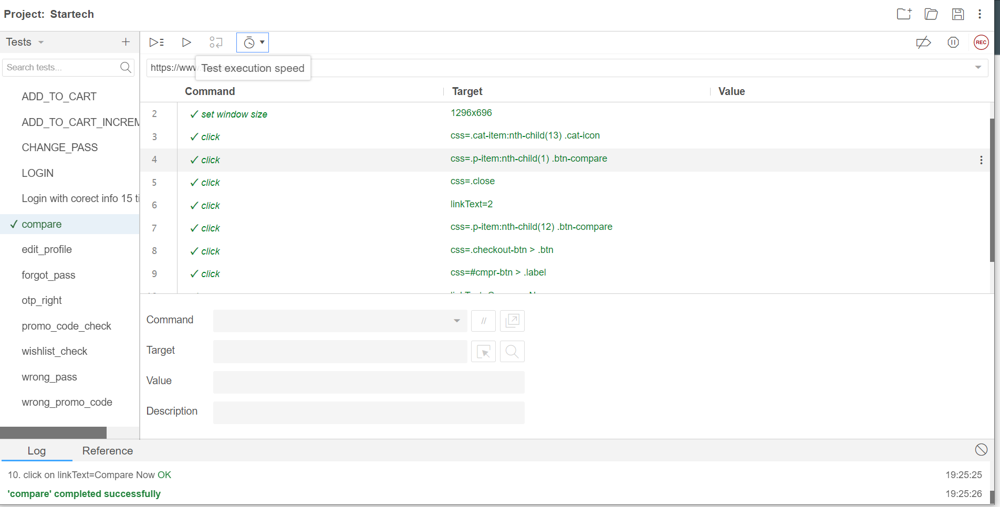 Project: Startech
Tests
REC
Search tests...
https://www
Test execution speed
Command Target Value
ADD_TO_CART
ADD_TO_CART_INCREM
CHANGE_PASS
LOGIN
Login with corect info 15 ti
compare
edit_profile
forgot_pass
otp_right
promo_code_check
wishlist_check
wrong_pass
wrong_promo_code
2 set window size 1296x696
3 click css=.cat-item:nth-child(13) .cat-icon
4 click css=.p-item:nth-child(1) .btn-compare
5 click css=.close
6 click linkText=2
7 click css=.p-item:nth-child(12) .btn-compare
8 click css=.checkout-btn > .btn
9 click css=#cmpr-btn > .label
Command
//
Target
Value
Description
Log Reference
10. click on linkText=Compare Now OK 19:25:25
'compare' completed successfully 19:25:26